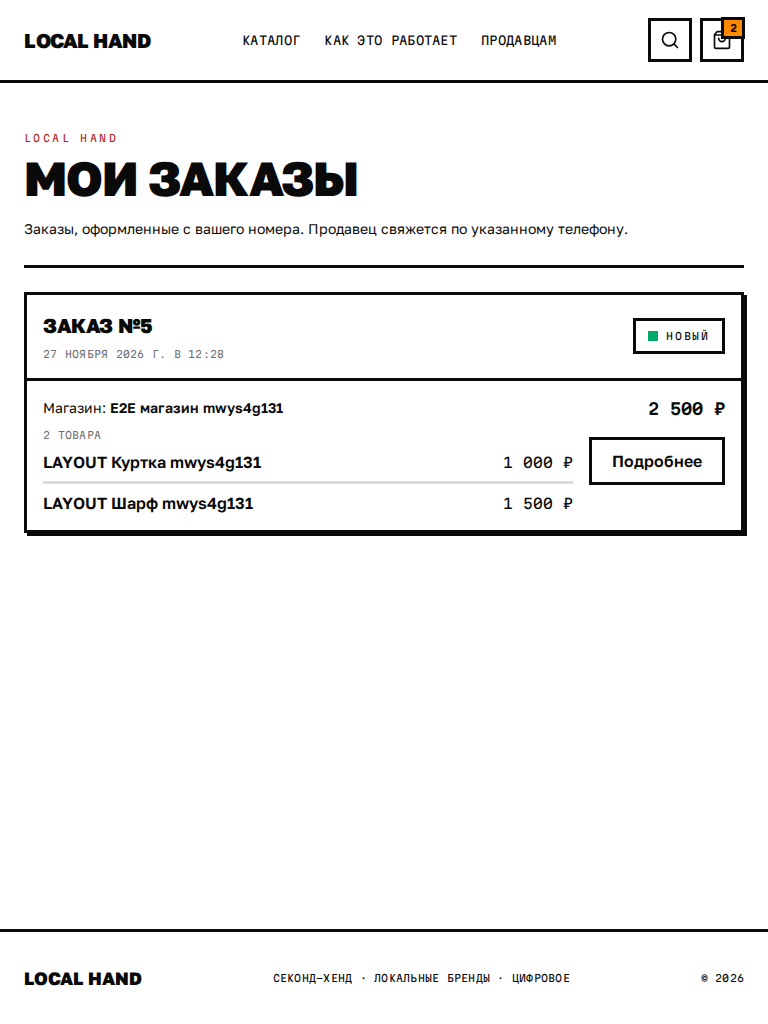 LOCAL HAND
КАТАЛОГ КАК ЭТО РАБОТАЕТ ПРОДАВЦАМ
2
LOCAL HAND
МОИ ЗАКАЗЫ
Заказы, оформленные с вашего номера. Продавец свяжется по указанному телефону.
ЗАКАЗ №5
27 НОЯБРЯ 2026 Г. В 12:28
НОВЫЙ
Магазин: E2E магазин mwys4g131
2 500 ₽
2 ТОВАРА
LAYOUT Куртка mwys4g131 1 000 ₽
Подробнее
LAYOUT Шарф mwys4g131 1 500 ₽
LOCAL HAND
СЕКОНД–ХЕНД · ЛОКАЛЬНЫЕ БРЕНДЫ · ЦИФРОВОЕ
© 2026